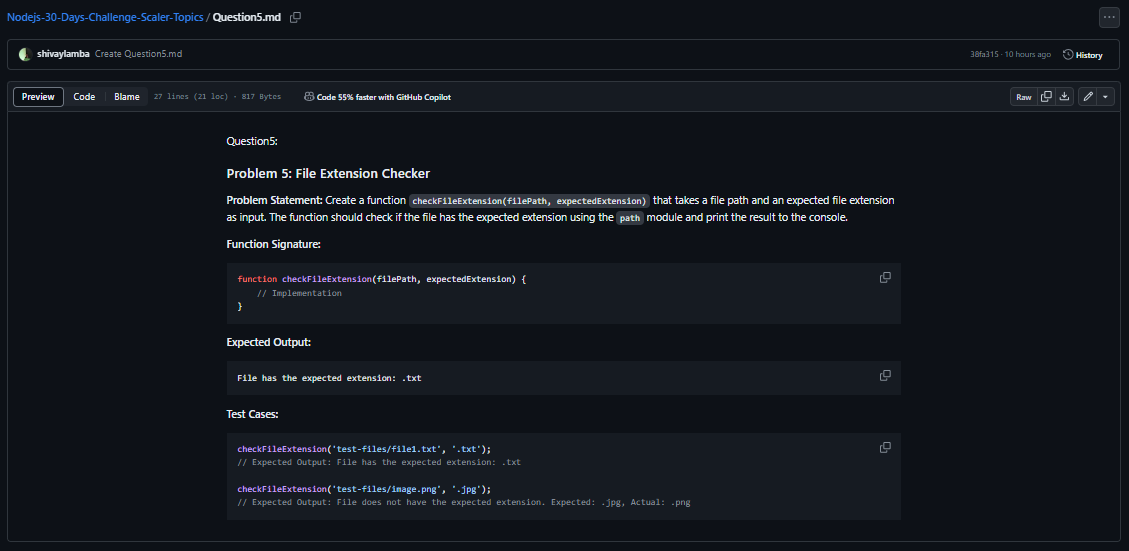 Nodejs-30-Days-Challenge-Scaler-Topics / Question5.md
shivaylamba Create Question5.md 38fa315 · 10 hours ago History
Preview Code Blame 27 lines (21 loc) · 817 Bytes Code 55% faster with GitHub Copilot Raw
Question5:
Problem 5: File Extension Checker
Problem Statement: Create a function checkFileExtension(filePath, expectedExtension) that takes a file path and an expected file extension
as input. The function should check if the file has the expected extension using the path module and print the result to the console.
Function Signature:
function checkFileExtension(filePath, expectedExtension) {
// Implementation
}
Expected Output:
File has the expected extension: .txt
Test Cases:
checkFileExtension('test-files/file1.txt', '.txt');
// Expected Output: File has the expected extension: .txt
checkFileExtension('test-files/image.png', '.jpg');
// Expected Output: File does not have the expected extension. Expected: .jpg, Actual: .png